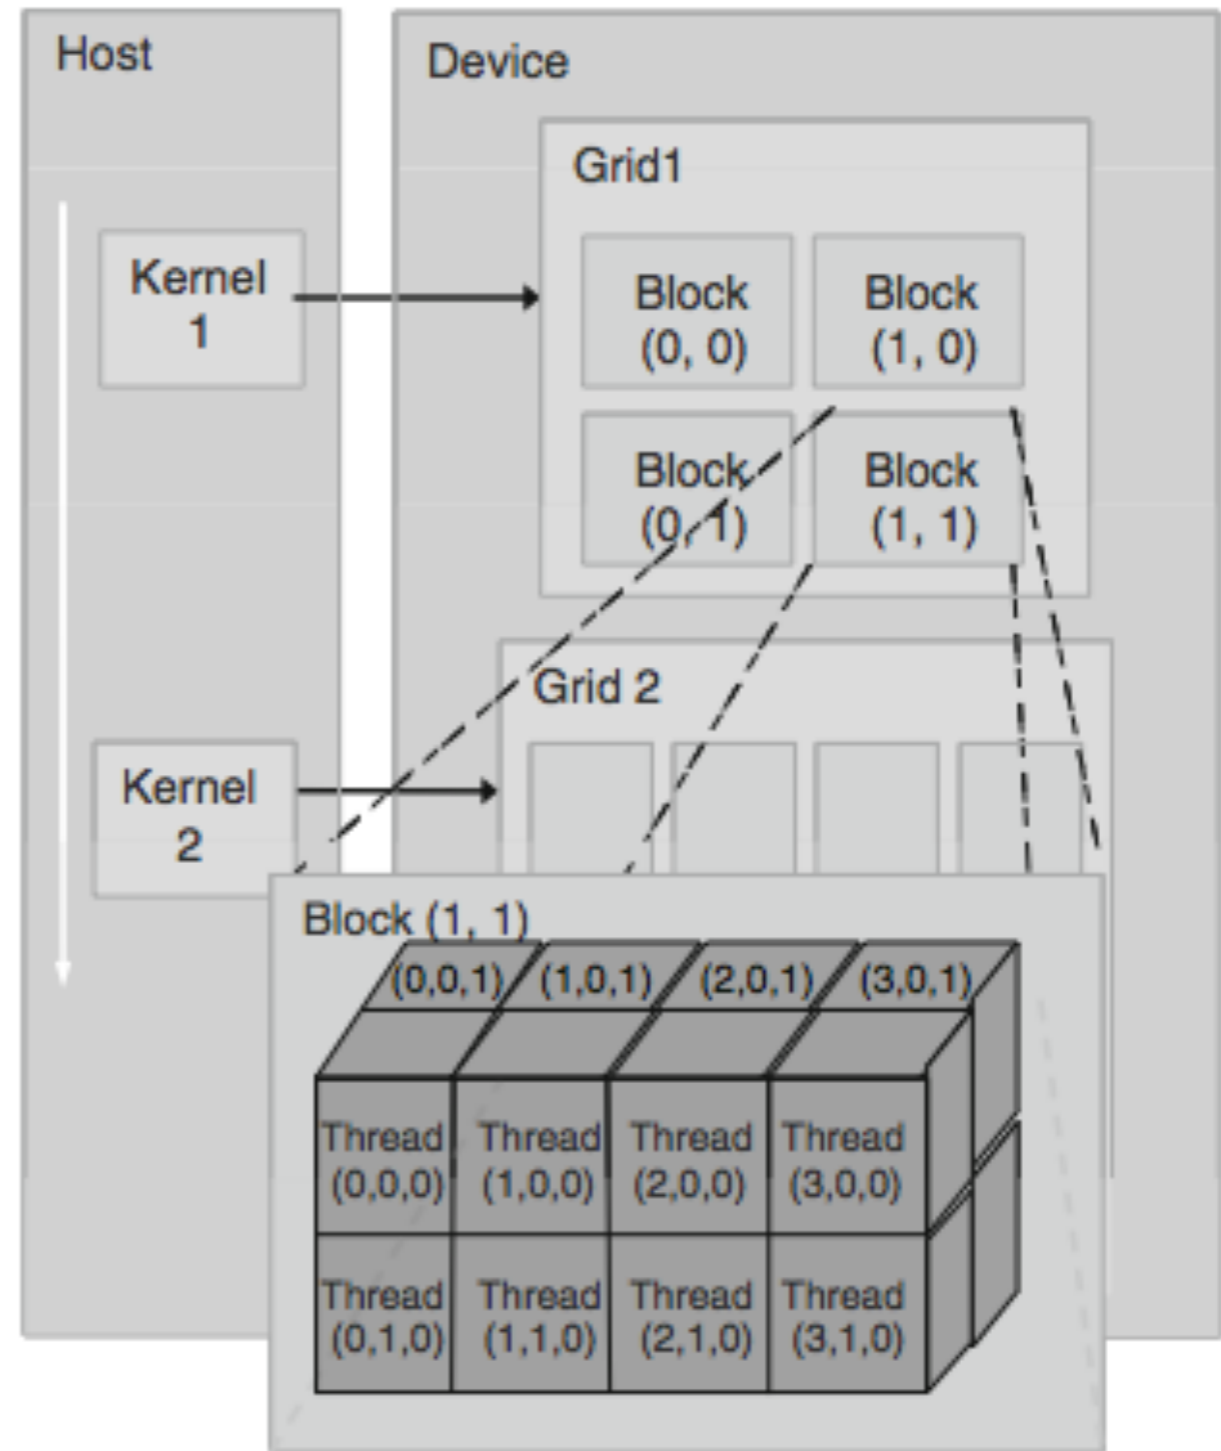 Host
Device
Grid1
Kernel
1
Block
(0, 0)
Block
(1, 0)
Block
(0, 1)
Block
(1, 1)
Grid 2
Kernel
2
Block (1, 1)
(0,0,1)
(1,0,1)
(2,0,1)
(3,0,1)
Thread
(0,0,0)
Thread
(1,0,0)
Thread
(2,0,0)
Thread
(3,0,0)
Thread
(0,1,0)
Thread
(1,1,0)
Thread
(2,1,0)
Thread
(3,1,0)